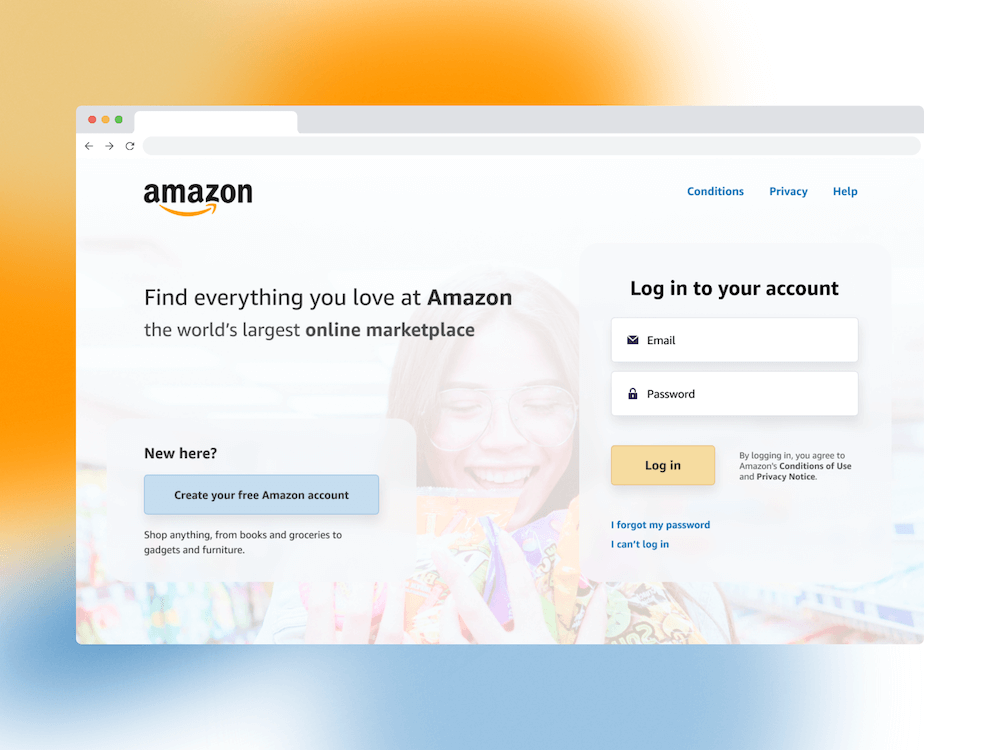 amazon
Conditions Privacy Help
Find everything you love at Amazon
the world's largest online marketplace
New here?
Create your free Amazon account
Shop anything, from books and groceries to
gadgets and furniture.
Log in to your account
Email
Password
Log in
By logging in, you agree to
Amazon's Conditions of Use
and Privacy Notice.
I forgot my password
I can't log in